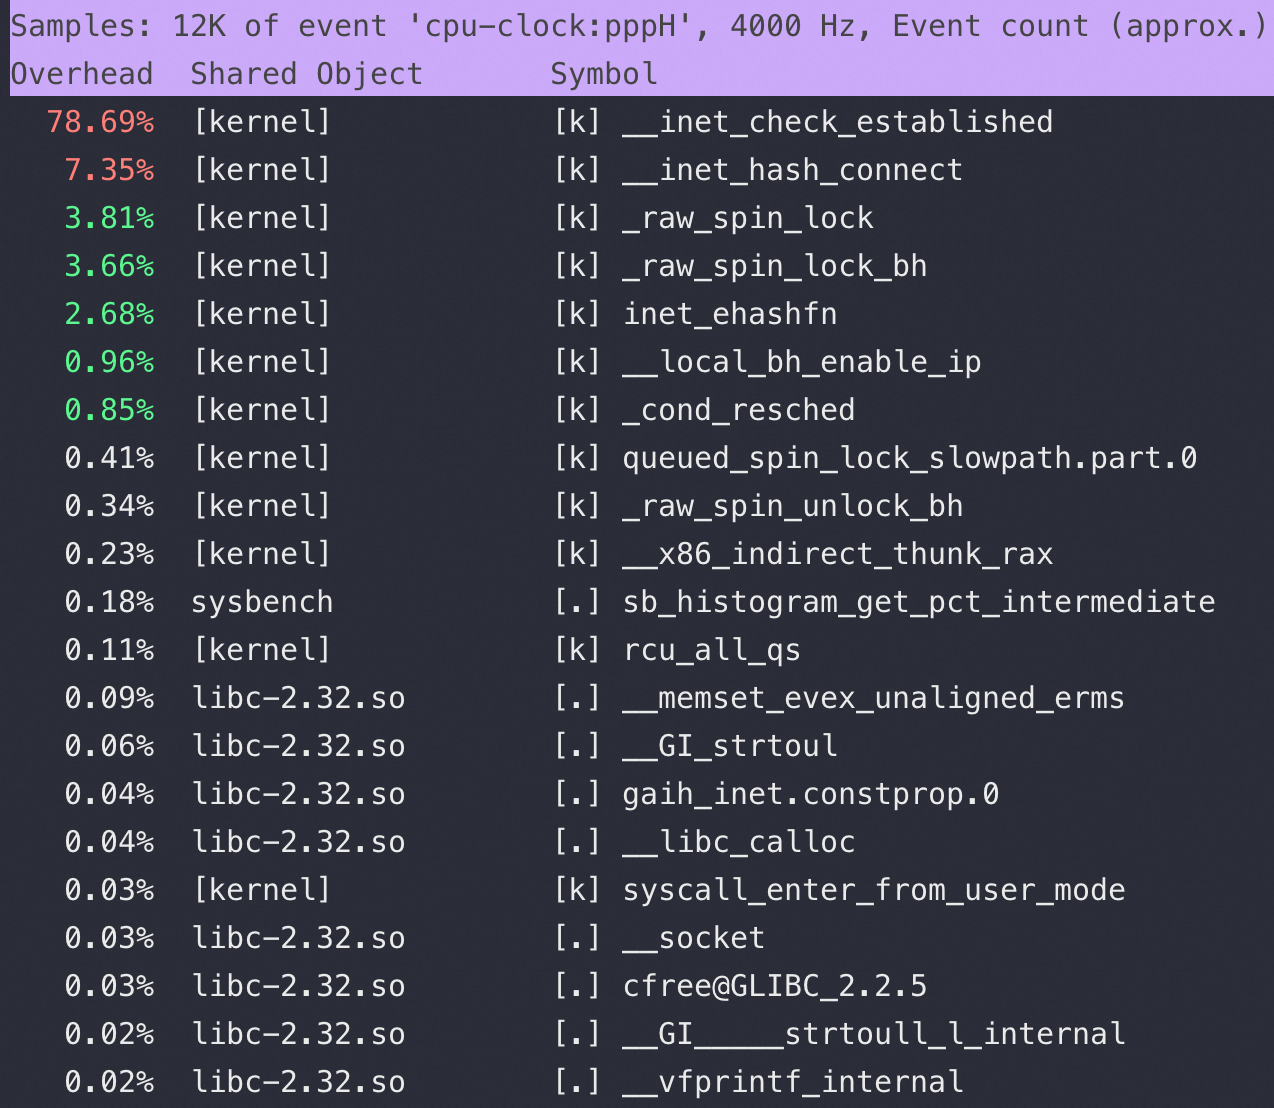 Samples: 12K of event 'cpu-clock:pppH', 4000 Hz, Event count (approx.)
Overhead  Shared Object       Symbol
78.69%  [kernel]            [k] __inet_check_established
7.35%  [kernel]            [k] __inet_hash_connect
3.81%  [kernel]            [k] _raw_spin_lock
3.66%  [kernel]            [k] _raw_spin_lock_bh
2.68%  [kernel]            [k] inet_ehashfn
0.96%  [kernel]            [k] __local_bh_enable_ip
0.85%  [kernel]            [k] _cond_resched
0.41%  [kernel]            [k] queued_spin_lock_slowpath.part.0
0.34%  [kernel]            [k] _raw_spin_unlock_bh
0.23%  [kernel]            [k] __x86_indirect_thunk_rax
0.18%  sysbench            [.] sb_histogram_get_pct_intermediate
0.11%  [kernel]            [k] rcu_all_qs
0.09%  libc-2.32.so        [.] __memset_evex_unaligned_erms
0.06%  libc-2.32.so        [.] __GI_strtoul
0.04%  libc-2.32.so        [.] gaih_inet.constprop.0
0.04%  libc-2.32.so        [.] __libc_calloc
0.03%  [kernel]            [k] syscall_enter_from_user_mode
0.03%  libc-2.32.so        [.] __socket
0.03%  libc-2.32.so        [.] cfree@GLIBC_2.2.5
0.02%  libc-2.32.so        [.] __GI_____strtoull_l_internal
0.02%  libc-2.32.so        [.] __vfprintf_internal